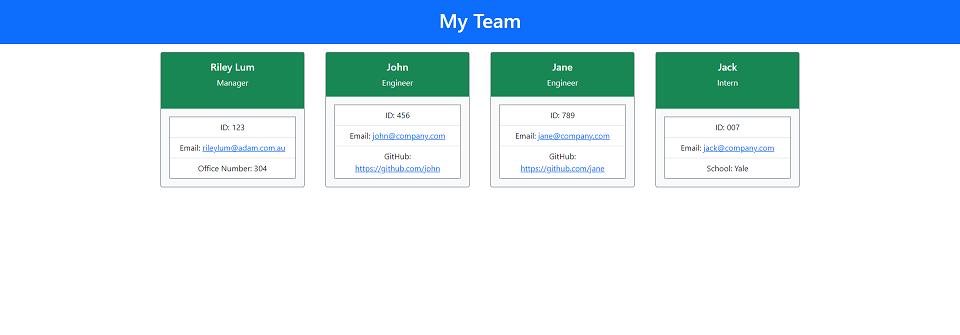 My Team
Riley Lum
Manager
ID: 123
Email: rileylum@adam.com.au
Office Number: 304
John
Engineer
ID: 456
Email: john@company.com
GitHub:
https://github.com/john
Jane
Engineer
ID: 789
Email: jane@company.com
GitHub:
https://github.com/jane
Jack
Intern
ID: 007
Email: jack@company.com
School: Yale